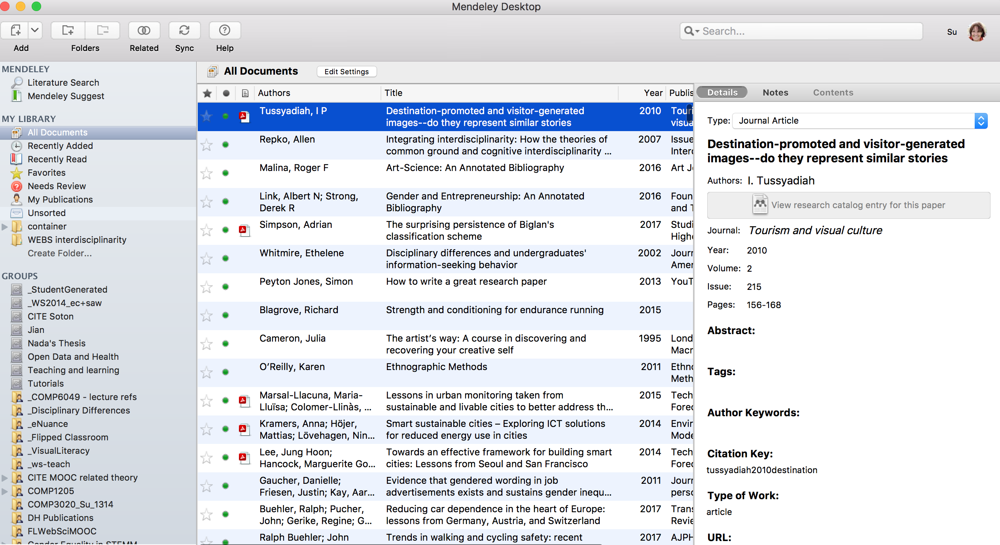 Mendeley Desktop
Add
Folders
Related
Sync
Help
Search...
Su
MENDELEY
Literature Search
Mendeley Suggest
MY LIBRARY
All Documents
Recently Added
Recently Read
Favorites
Needs Review
My Publications
Unsorted
container
WEBS interdisciplinarity
Create Folder...
GROUPS
_StudentGenerated
_WS2014_ec+saw
CITE Soton
Jian
Nada's Thesis
Open Data and Health
Teaching and learning
Tutorials
_COMP6049 - lecture refs
_Disciplinary Differences
_eNuance
_Flipped Classroom
_VisualLiteracy
_ws-teach
CITE MOOC related theory
COMP1205
COMP3020_Su_1314
DH Publications
FLWebSciMOOC
Gender Equality in STEMM
All Documents
Edit Settings
Authors Title Year Publis
Tussyadiah, I P Destination-promoted and visitor-generated 2010 Touri
images--do they represent similar stories visua
Repko, Allen Integrating interdisciplinarity: How the theories of 2007 Issue
common ground and cognitive interdisciplinarity ... Interc
Malina, Roger F Art-Science: An Annotated Bibliography 2016 Art J
Link, Albert N; Strong, Gender and Entrepreneurship: An Annotated 2016 Foun
Derek R Bibliography and T
Simpson, Adrian The surprising persistence of Biglan's 2017 Studi
classification scheme Highe
Whitmire, Ethelene Disciplinary differences and undergraduates' 2002 Journ
information-seeking behavior Amer
Peyton Jones, Simon How to write a great research paper 2013 YouT
Blagrove, Richard Strength and conditioning for endurance running 2015
Cameron, Julia The artist’s way: A course in discovering and 1995 Lond
recovering your creative self Macr
O’Reilly, Karen Ethnographic Methods 2011 Ethno
Meth
Marsal-Llacuna, Maria- Lessons in urban monitoring taken from 2015 Tech
Lluïsa; Colomer-Llinàs, ... sustainable and livable cities to better address th... Forec
Kramers, Anna; Höjer, Smart sustainable cities – Exploring ICT solutions 2014 Envir
Mattias; Lövehagen, Nin... for reduced energy use in cities Mode
Lee, Jung Hoon; Towards an effective framework for building smart 2014 Tech
Hancock, Marguerite Go... cities: Lessons from Seoul and San Francisco Forec
Gaucher, Danielle; Evidence that gendered wording in job 2011 Journ
Friesen, Justin; Kay, Aar... advertisements exists and sustains gender inequ... perso
Buehler, Ralph; Pucher, Reducing car dependence in the heart of Europe: 2017 Trans
John; Gerike, Regine; G... lessons from Germany, Austria, and Switzerland Revie
Ralph Buehler; John Trends in walking and cycling safety: recent 2017 AJPH
Details
Notes
Contents
Type: Journal Article
Destination-promoted and visitor-generated
images--do they represent similar stories
Authors: I. Tussyadiah
View research catalog entry for this paper
Journal: Tourism and visual culture
Year: 2010
Volume: 2
Issue: 215
Pages: 156-168
Abstract:
Tags:
Author Keywords:
Citation Key:
tussyadiah2010destination
Type of Work:
article
URL: